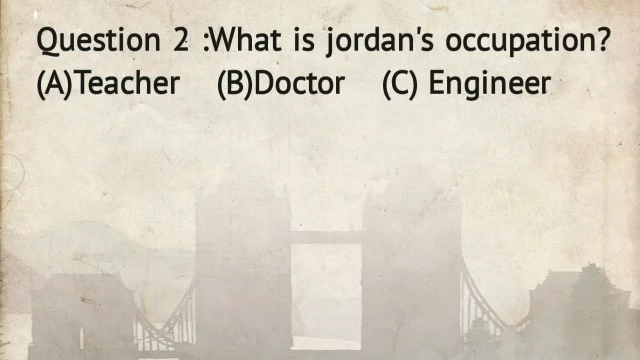 Question 2 :What is jordan's occupation?
(A)Teacher (B)Doctor (C) Engineer